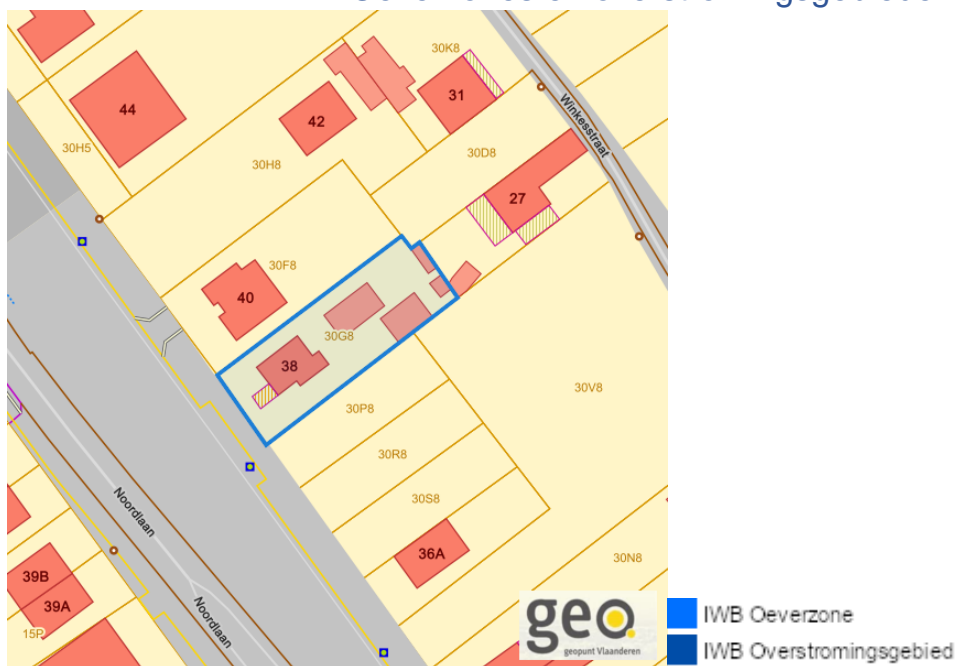 30K8
44
31
42
Winkesstraat
30H5
30D8
30H8
27
30F8
40
30G8
38
30V8
30P8
30R8
Noordlaan
30S8
36A
30N8
39B
39A
Noordlaan
15P
geo
geopunt Vlaanderen
IWB Oeverzone
IWB Overstromingsgebied